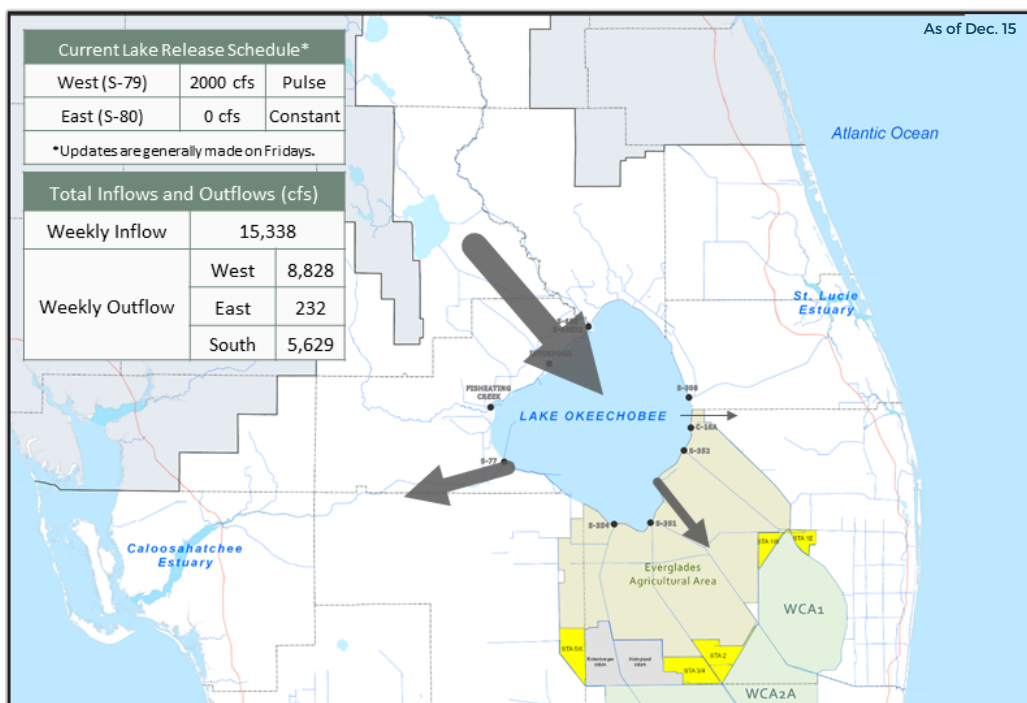 As of Dec. 15
Current Lake Release Schedule*
West (S-79) 2000 cfs Pulse
East (S-80) 0 cfs Constant
*Updates are generally made on Fridays.
Total Inflows and Outflows (cfs)
Weekly Inflow 15,338
Weekly Outflow
West 8,828
East 232
South 5,629
Atlantic Ocean
St. Lucie
Estuary
FISHEATING
CREEK
LAKE OKEECHOBEE
S-308
C-10A
S-352
S-77
S-354
S-351
Caloosahatchee
Estuary
Everglades
Agricultural Area
STA 1W
STA 1E
WCA1
STA 5/6
STA 2
STA 3/4
WCA2A